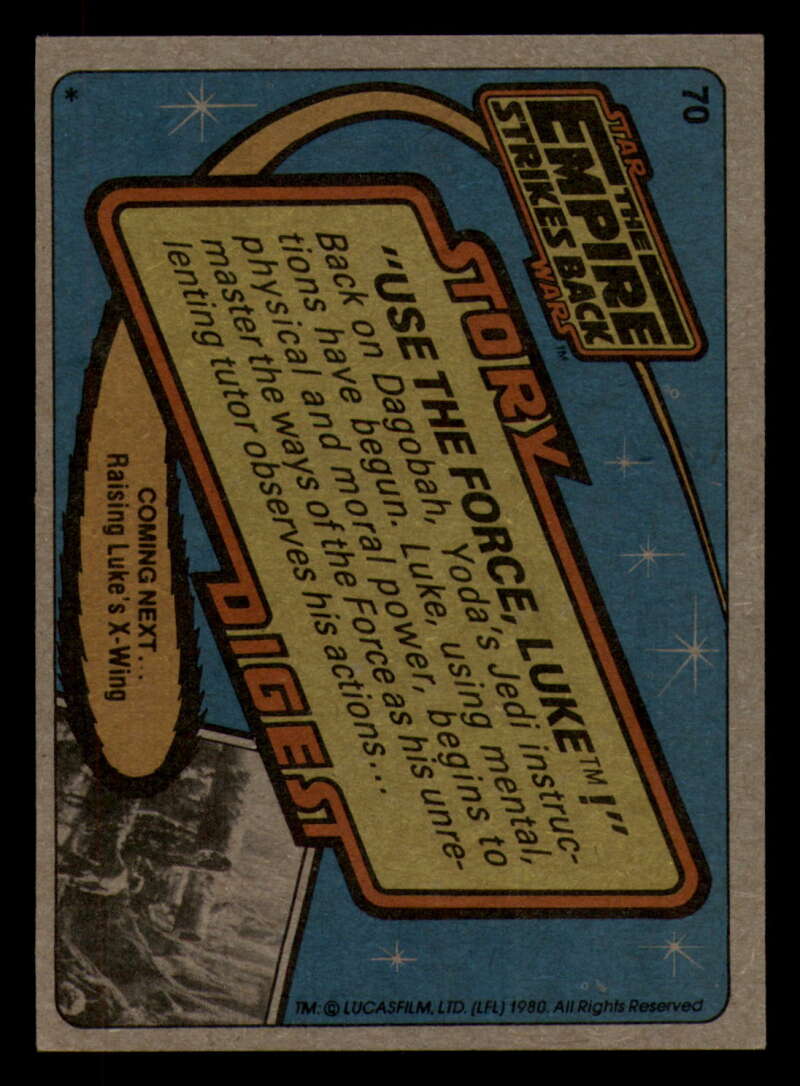 70
STAR
THE
EMPIRE
STRIKES BACK
WARS™
STORY
"USE THE FORCE, LUKE™!"
Back on Dagobah, Yoda's Jedi instruc-
tions have begun. Luke, using mental,
physical and moral power, begins to
master the ways of the Force as his unre-
lenting tutor observes his actions...
DIGEST
COMING NEXT...
Raising Luke's X-Wing
*
TM: © LUCASFILM, LTD. (LFL) 1980. All Rights Reserved